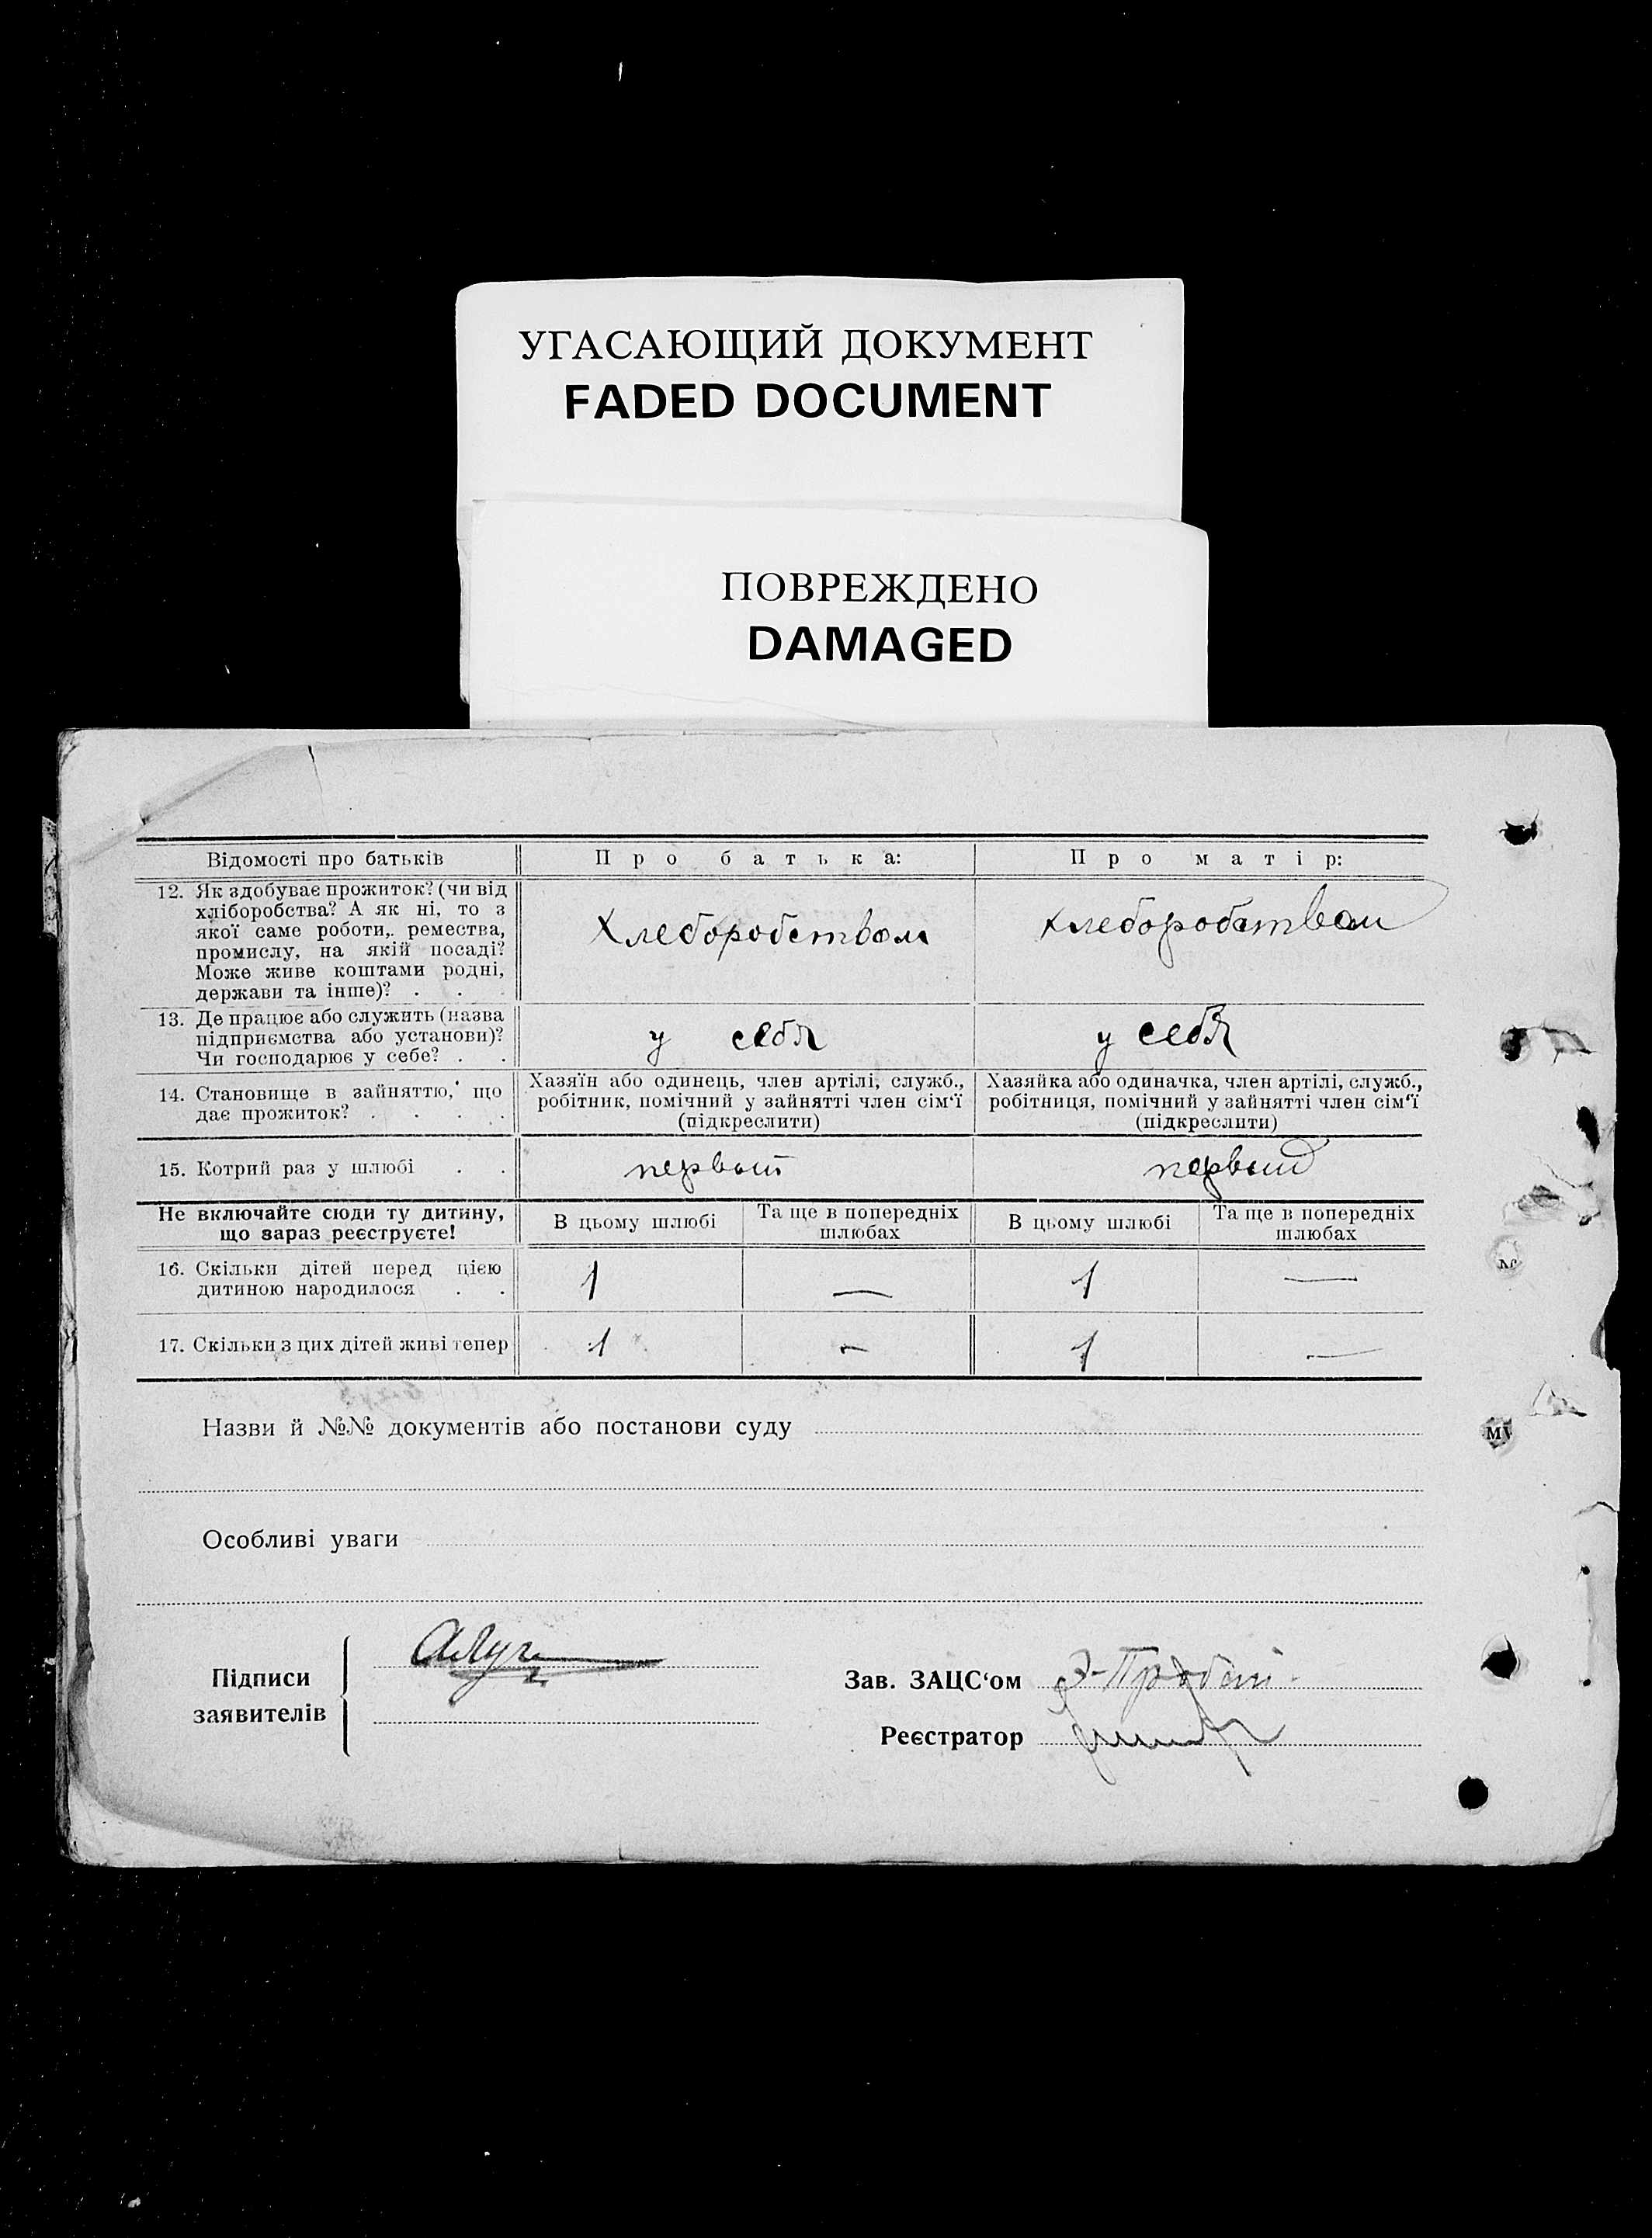 УГАСАЮЩИЙ ДОКУМЕНТ
FADED DOCUMENT
ПОВРЕЖДЕНО
DAMAGED
Відомості про батьків
Про батька:
Про матір:
12. Як здобуває прожиток? (чи від
хліборобства? А як ні, то з
якої саме роботи, ремества,
промислу, на якій посаді?
Може живе коштами родні,
держави та інше)? . .
Хлеборобством
Хлеборобством
13. Де працює або служить (назва
підприємства або установи)?
Чи господарює у себе? . .
у себя
у себя
14. Становище в зайняттю, що
дає прожиток? . . . .
Хазяїн або одинець, член артілі, служб.,
робітник, помічний у зайнятті член сім'ї
(підкреслити)
Хазяйка або одиначка, член артілі, служб.,
робітниця, помічний у зайнятті член сім'ї
(підкреслити)
15. Котрий раз у шлюбі . .
первый
первый
Не включайте сюди ту дитину,
що зараз реєструєте!
В цьому шлюбі
Та ще в попередніх
шлюбах
В цьому шлюбі
Та ще в попередніх
шлюбах
16. Скільки дітей перед цією
дитиною народилося . .
1
—
1
—
17. Скільки з цих дітей живі тепер
1
—
1
—
Назви й №№ документів або постанови суду
Особливі уваги
Підписи
заявителів
Зав. ЗАЦС'ом
Реєстратор